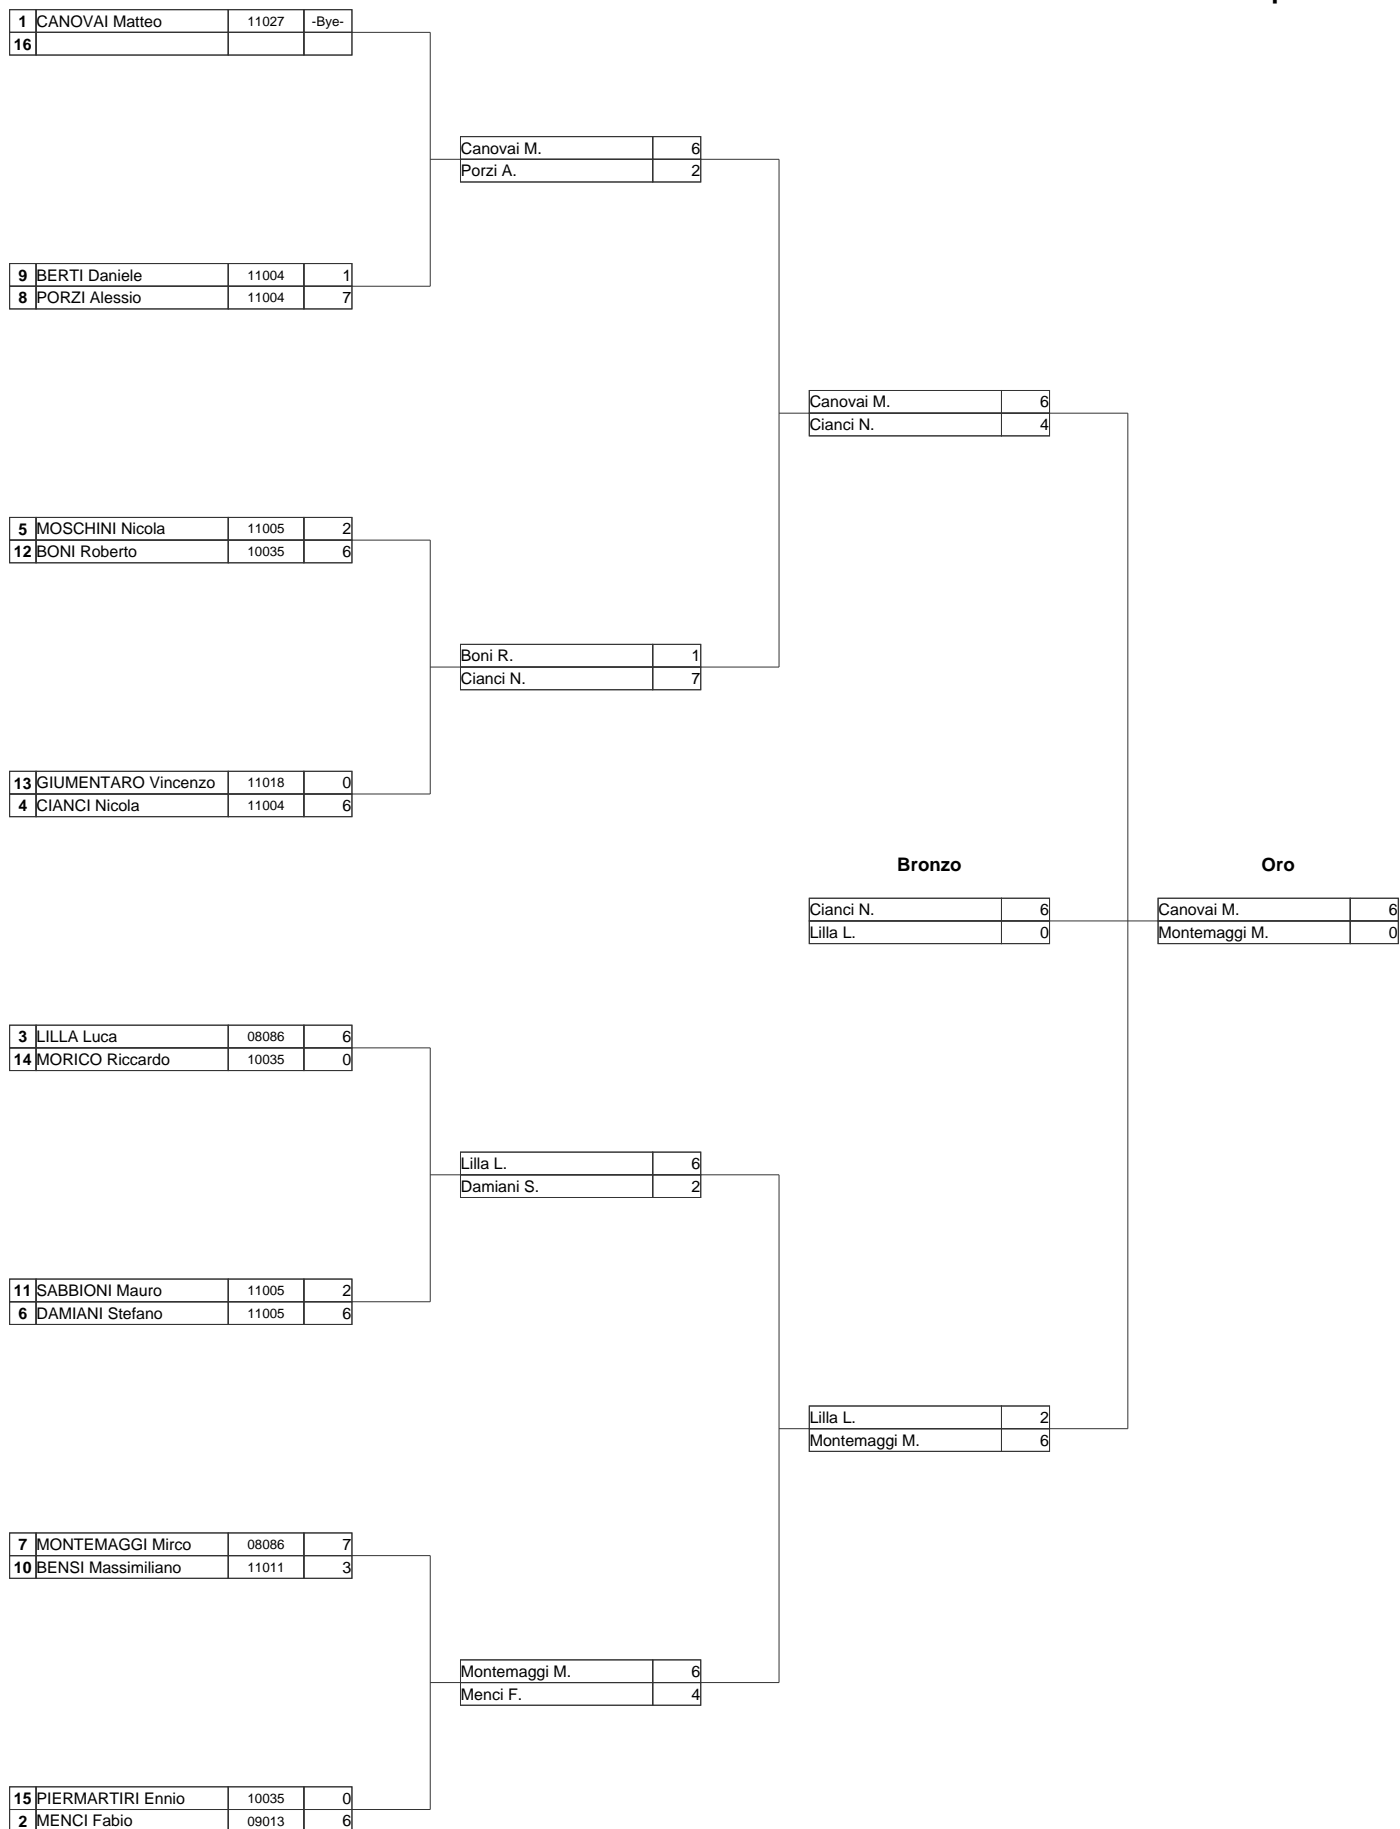 1 CANOVAI Matteo 11027 -Bye-
16
Canovai M. 6
Porzi A. 2
9 BERTI Daniele 11004 1
8 PORZI Alessio 11004 7
Canovai M. 6
Cianci N. 4
5 MOSCHINI Nicola 11005 2
12 BONI Roberto 10035 6
Boni R. 1
Cianci N. 7
13 GIUMENTARO Vincenzo 11018 0
4 CIANCI Nicola 11004 6
Bronzo Oro
Cianci N. 6 Canovai M. 6
Lilla L. 0 Montemaggi M. 0
3 LILLA Luca 08086 6
14 MORICO Riccardo 10035 0
Lilla L. 6
Damiani S. 2
11 SABBIONI Mauro 11005 2
6 DAMIANI Stefano 11005 6
Lilla L. 2
Montemaggi M. 6
7 MONTEMAGGI Mirco 08086 7
10 BENSI Massimiliano 11011 3
Montemaggi M. 6
Menci F. 4
15 PIERMARTIRI Ennio 10035 0
2 MENCI Fabio 09013 6